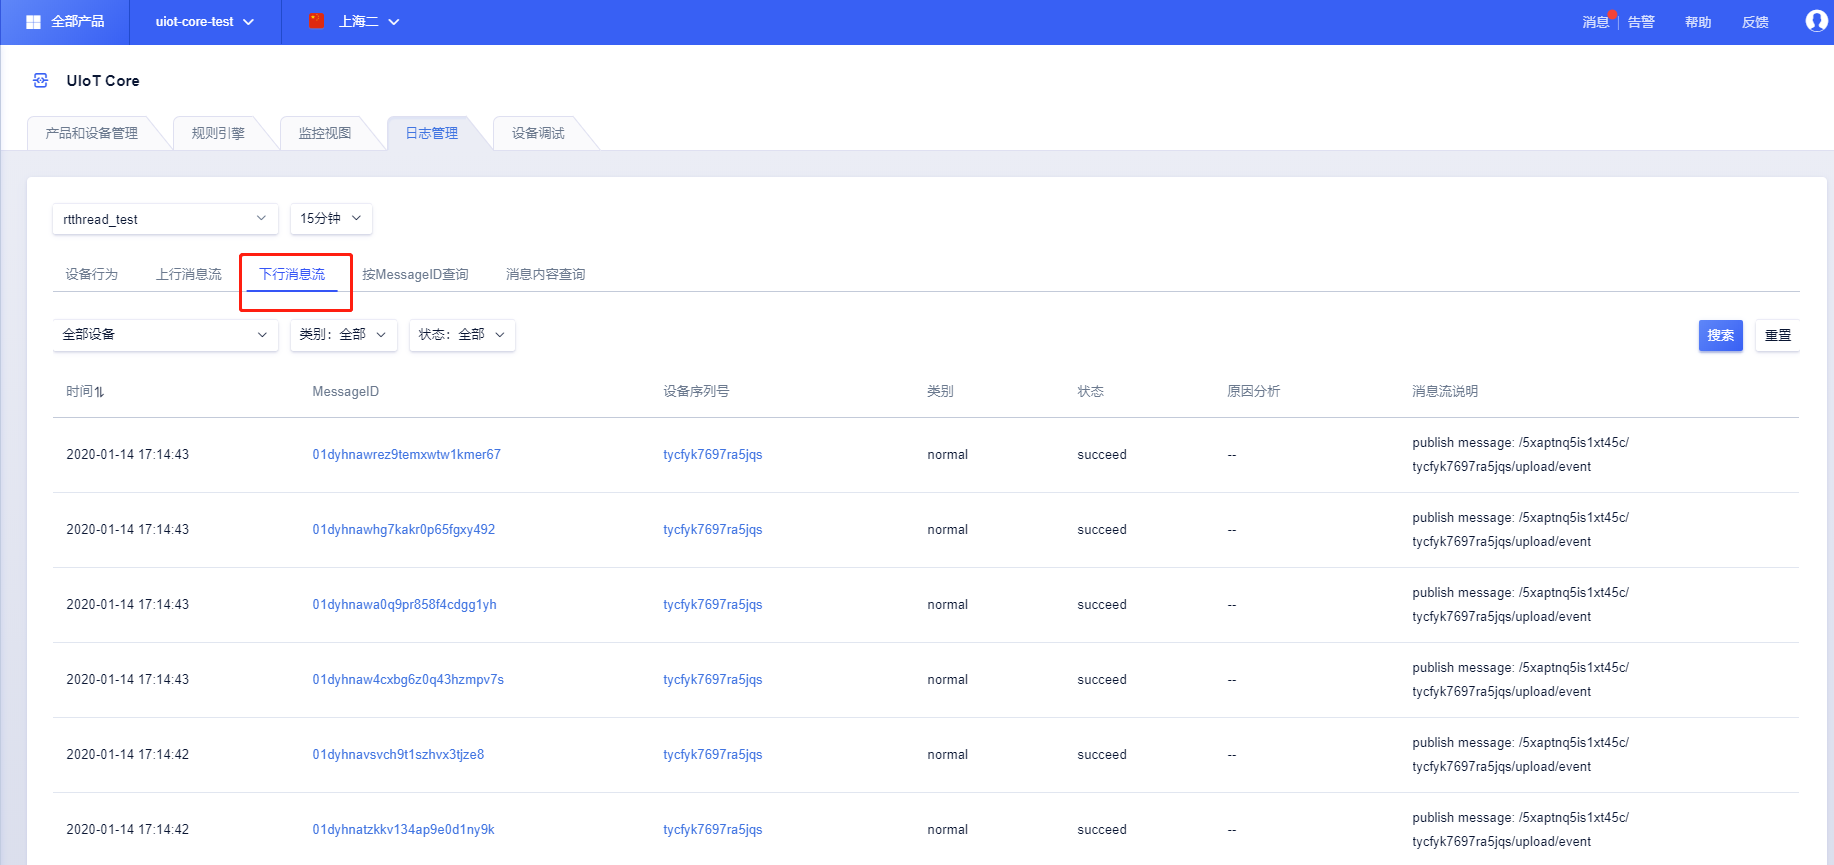 全部产品 uiot-core-test 上海二 消息 告警 帮助 反馈
UIoT Core
产品和设备管理 规则引擎 监控视图 日志管理 设备调试
rtthread_test 15分钟
设备行为 上行消息流 下行消息流 按MessageID查询 消息内容查询
全部设备 类别：全部 状态：全部 搜索 重置
时间 MessageID 设备序列号 类别 状态 原因分析 消息流说明
2020-01-14 17:14:43 01dyhnawrez9temxwtw1kmer67 tycfyk7697ra5jqs normal succeed -- publish message: /5xaptnq5is1xt45c/
tycfyk7697ra5jqs/upload/event
2020-01-14 17:14:43 01dyhnawhg7kakr0p65fgxy492 tycfyk7697ra5jqs normal succeed -- publish message: /5xaptnq5is1xt45c/
tycfyk7697ra5jqs/upload/event
2020-01-14 17:14:43 01dyhnawa0q9pr858f4cdgg1yh tycfyk7697ra5jqs normal succeed -- publish message: /5xaptnq5is1xt45c/
tycfyk7697ra5jqs/upload/event
2020-01-14 17:14:43 01dyhnaw4cxbg6z0q43hzmpv7s tycfyk7697ra5jqs normal succeed -- publish message: /5xaptnq5is1xt45c/
tycfyk7697ra5jqs/upload/event
2020-01-14 17:14:42 01dyhnavsvch9t1szhvx3tjze8 tycfyk7697ra5jqs normal succeed -- publish message: /5xaptnq5is1xt45c/
tycfyk7697ra5jqs/upload/event
2020-01-14 17:14:42 01dyhnatzkkv134ap9e0d1ny9k tycfyk7697ra5jqs normal succeed -- publish message: /5xaptnq5is1xt45c/
tycfyk7697ra5jqs/upload/event